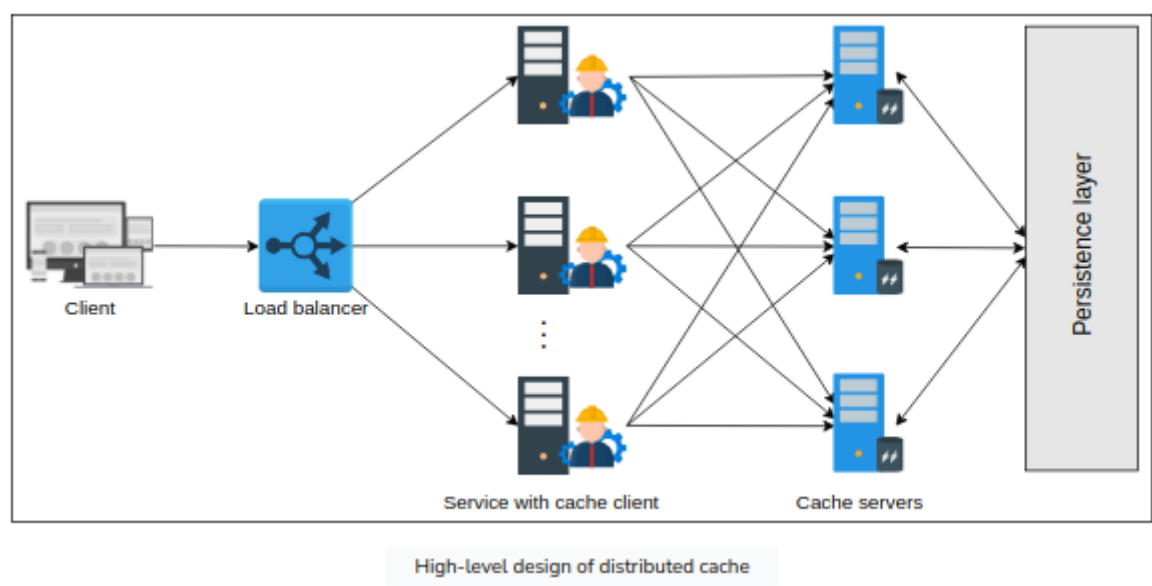 Client
Load balancer
Service with cache client
Cache servers
Persistence layer
High-level design of distributed cache